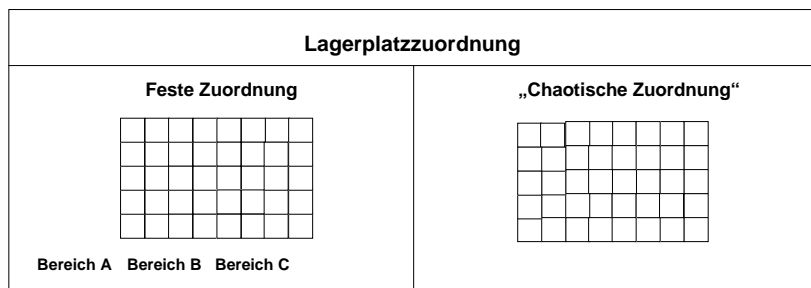 Lagerplatzzuordnung
Feste Zuordnung
„Chaotische Zuordnung“
Bereich A Bereich B Bereich C